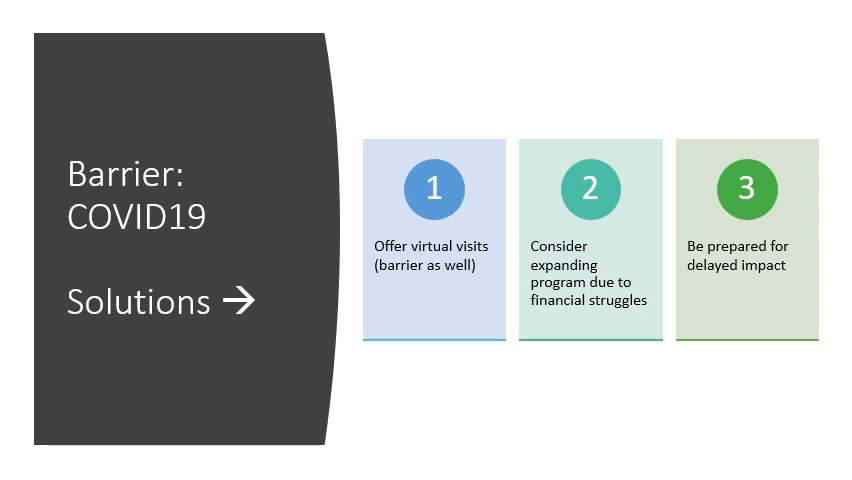 Barrier:
COVID19
Solutions →
1
Offer virtual visits
(barrier as well)
2
Consider
expanding
program due to
financial struggles
3
Be prepared for
delayed impact